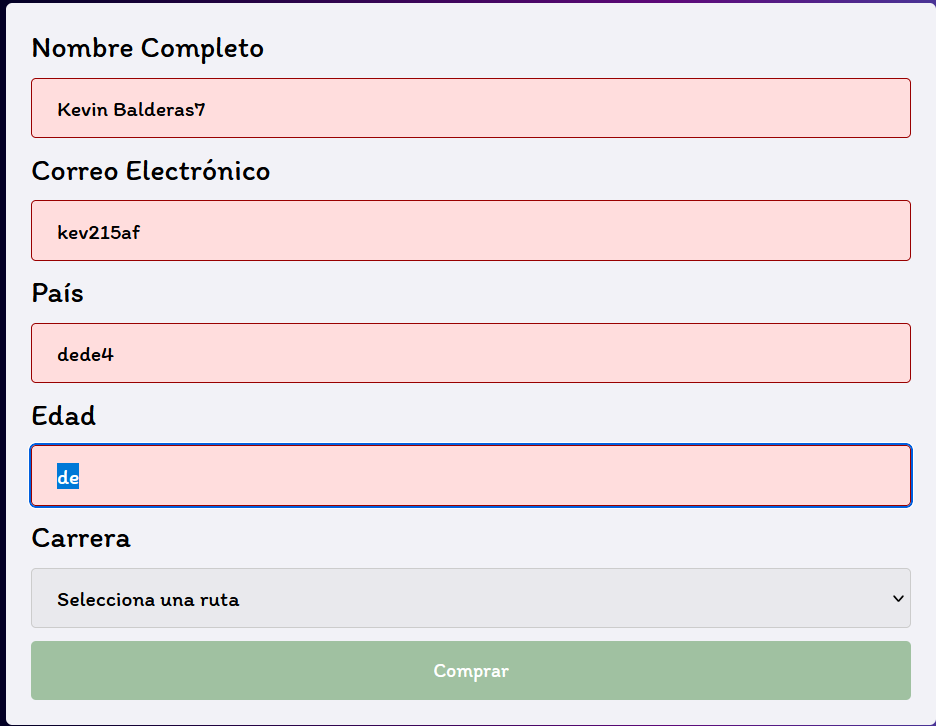 Nombre Completo
Kevin Balderas7
Correo Electrónico
kev215af
País
dede4
Edad
de
Carrera
Selecciona una ruta
Comprar